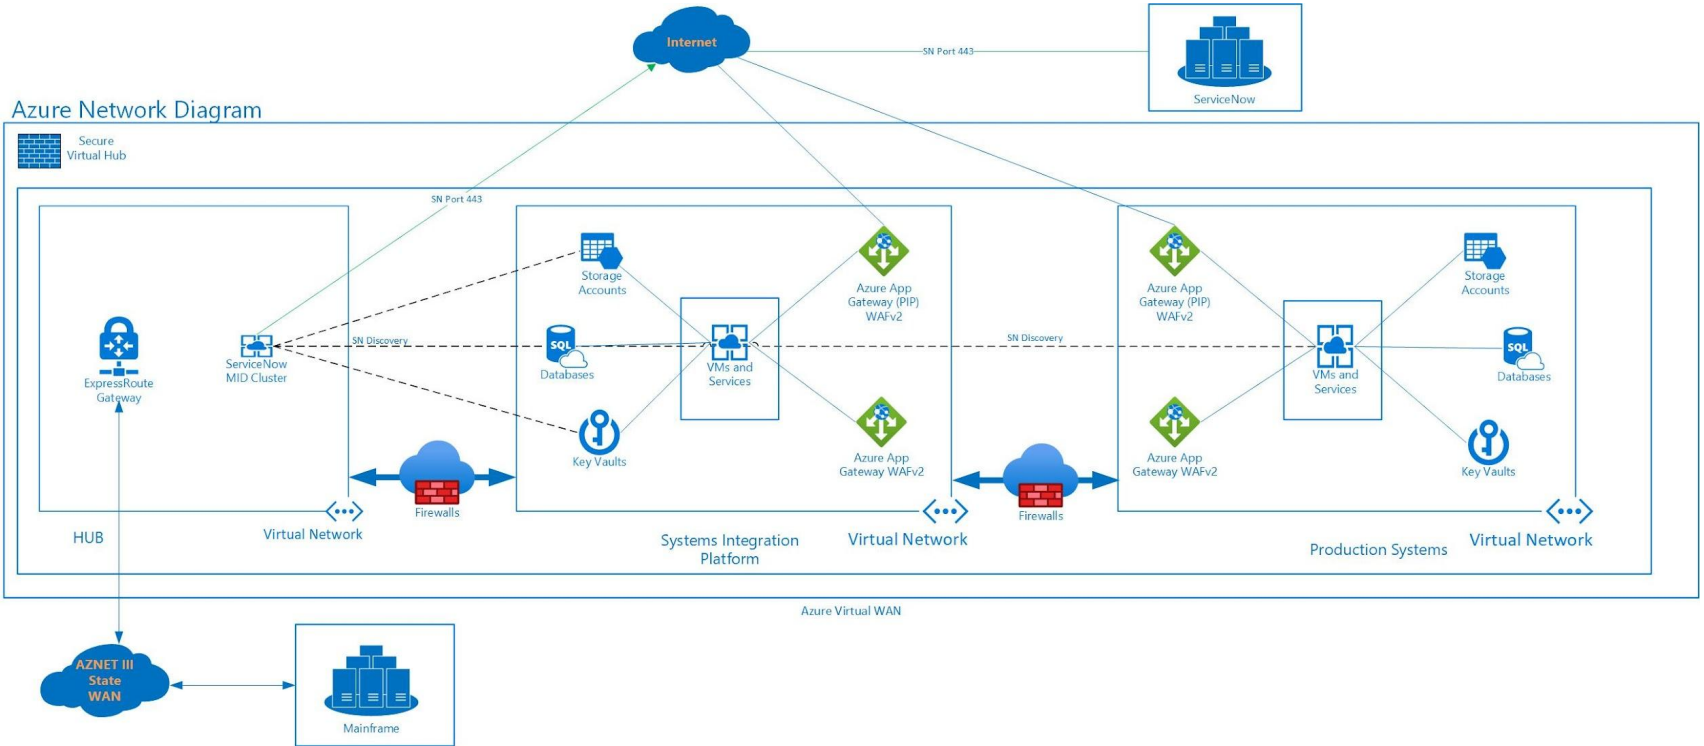 Internet
SN Port 443
ServiceNow
Azure Network Diagram
Secure
Virtual Hub
SN Port 443
ExpressRoute
Gateway
ServiceNow
MID Cluster
SN Discovery
HUB
Virtual Network
Firewalls
Storage
Accounts
SQL
Databases
Key Vaults
VMs and
Services
Azure App
Gateway (PIP)
WAFv2
Azure App
Gateway WAFv2
Systems Integration
Platform
Virtual Network
SN Discovery
Firewalls
Azure App
Gateway (PIP)
WAFv2
Azure App
Gateway WAFv2
VMs and
Services
Storage
Accounts
SQL
Databases
Key Vaults
Production Systems
Virtual Network
Azure Virtual WAN
AZNET III
State
WAN
Mainframe